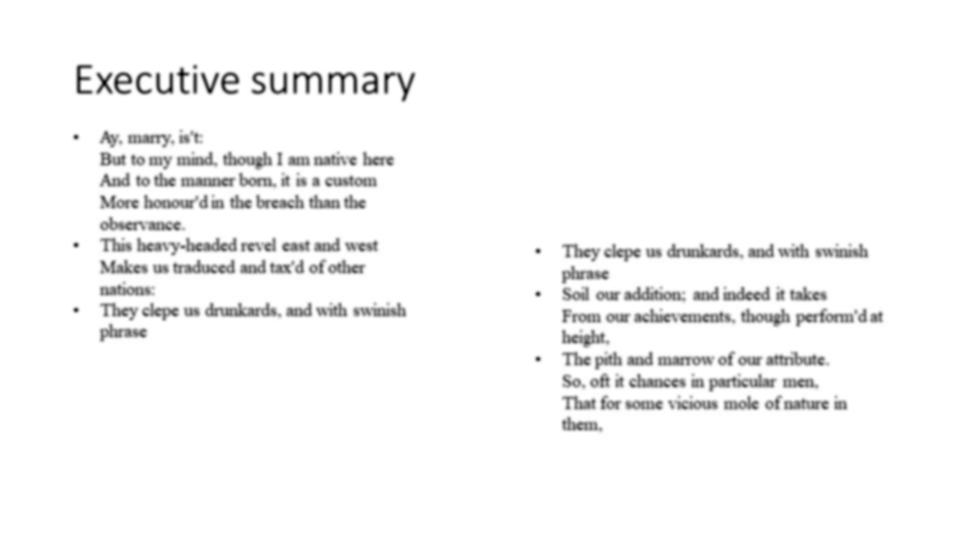 Executive summary
• Ay, marry, is't:
But to my mind, though I am native here
And to the manner born, it is a custom
More honour'd in the breach than the
observance.
• This heavy-headed revel east and west
Makes us traduced and tax'd of other
nations:
• They clepe us drunkards, and with swinish
phrase
• They clepe us drunkards, and with swinish
phrase
• Soil our addition; and indeed it takes
From our achievements, though perform'd at
height,
• The pith and marrow of our attribute.
So, oft it chances in particular men,
That for some vicious mole of nature in
them,